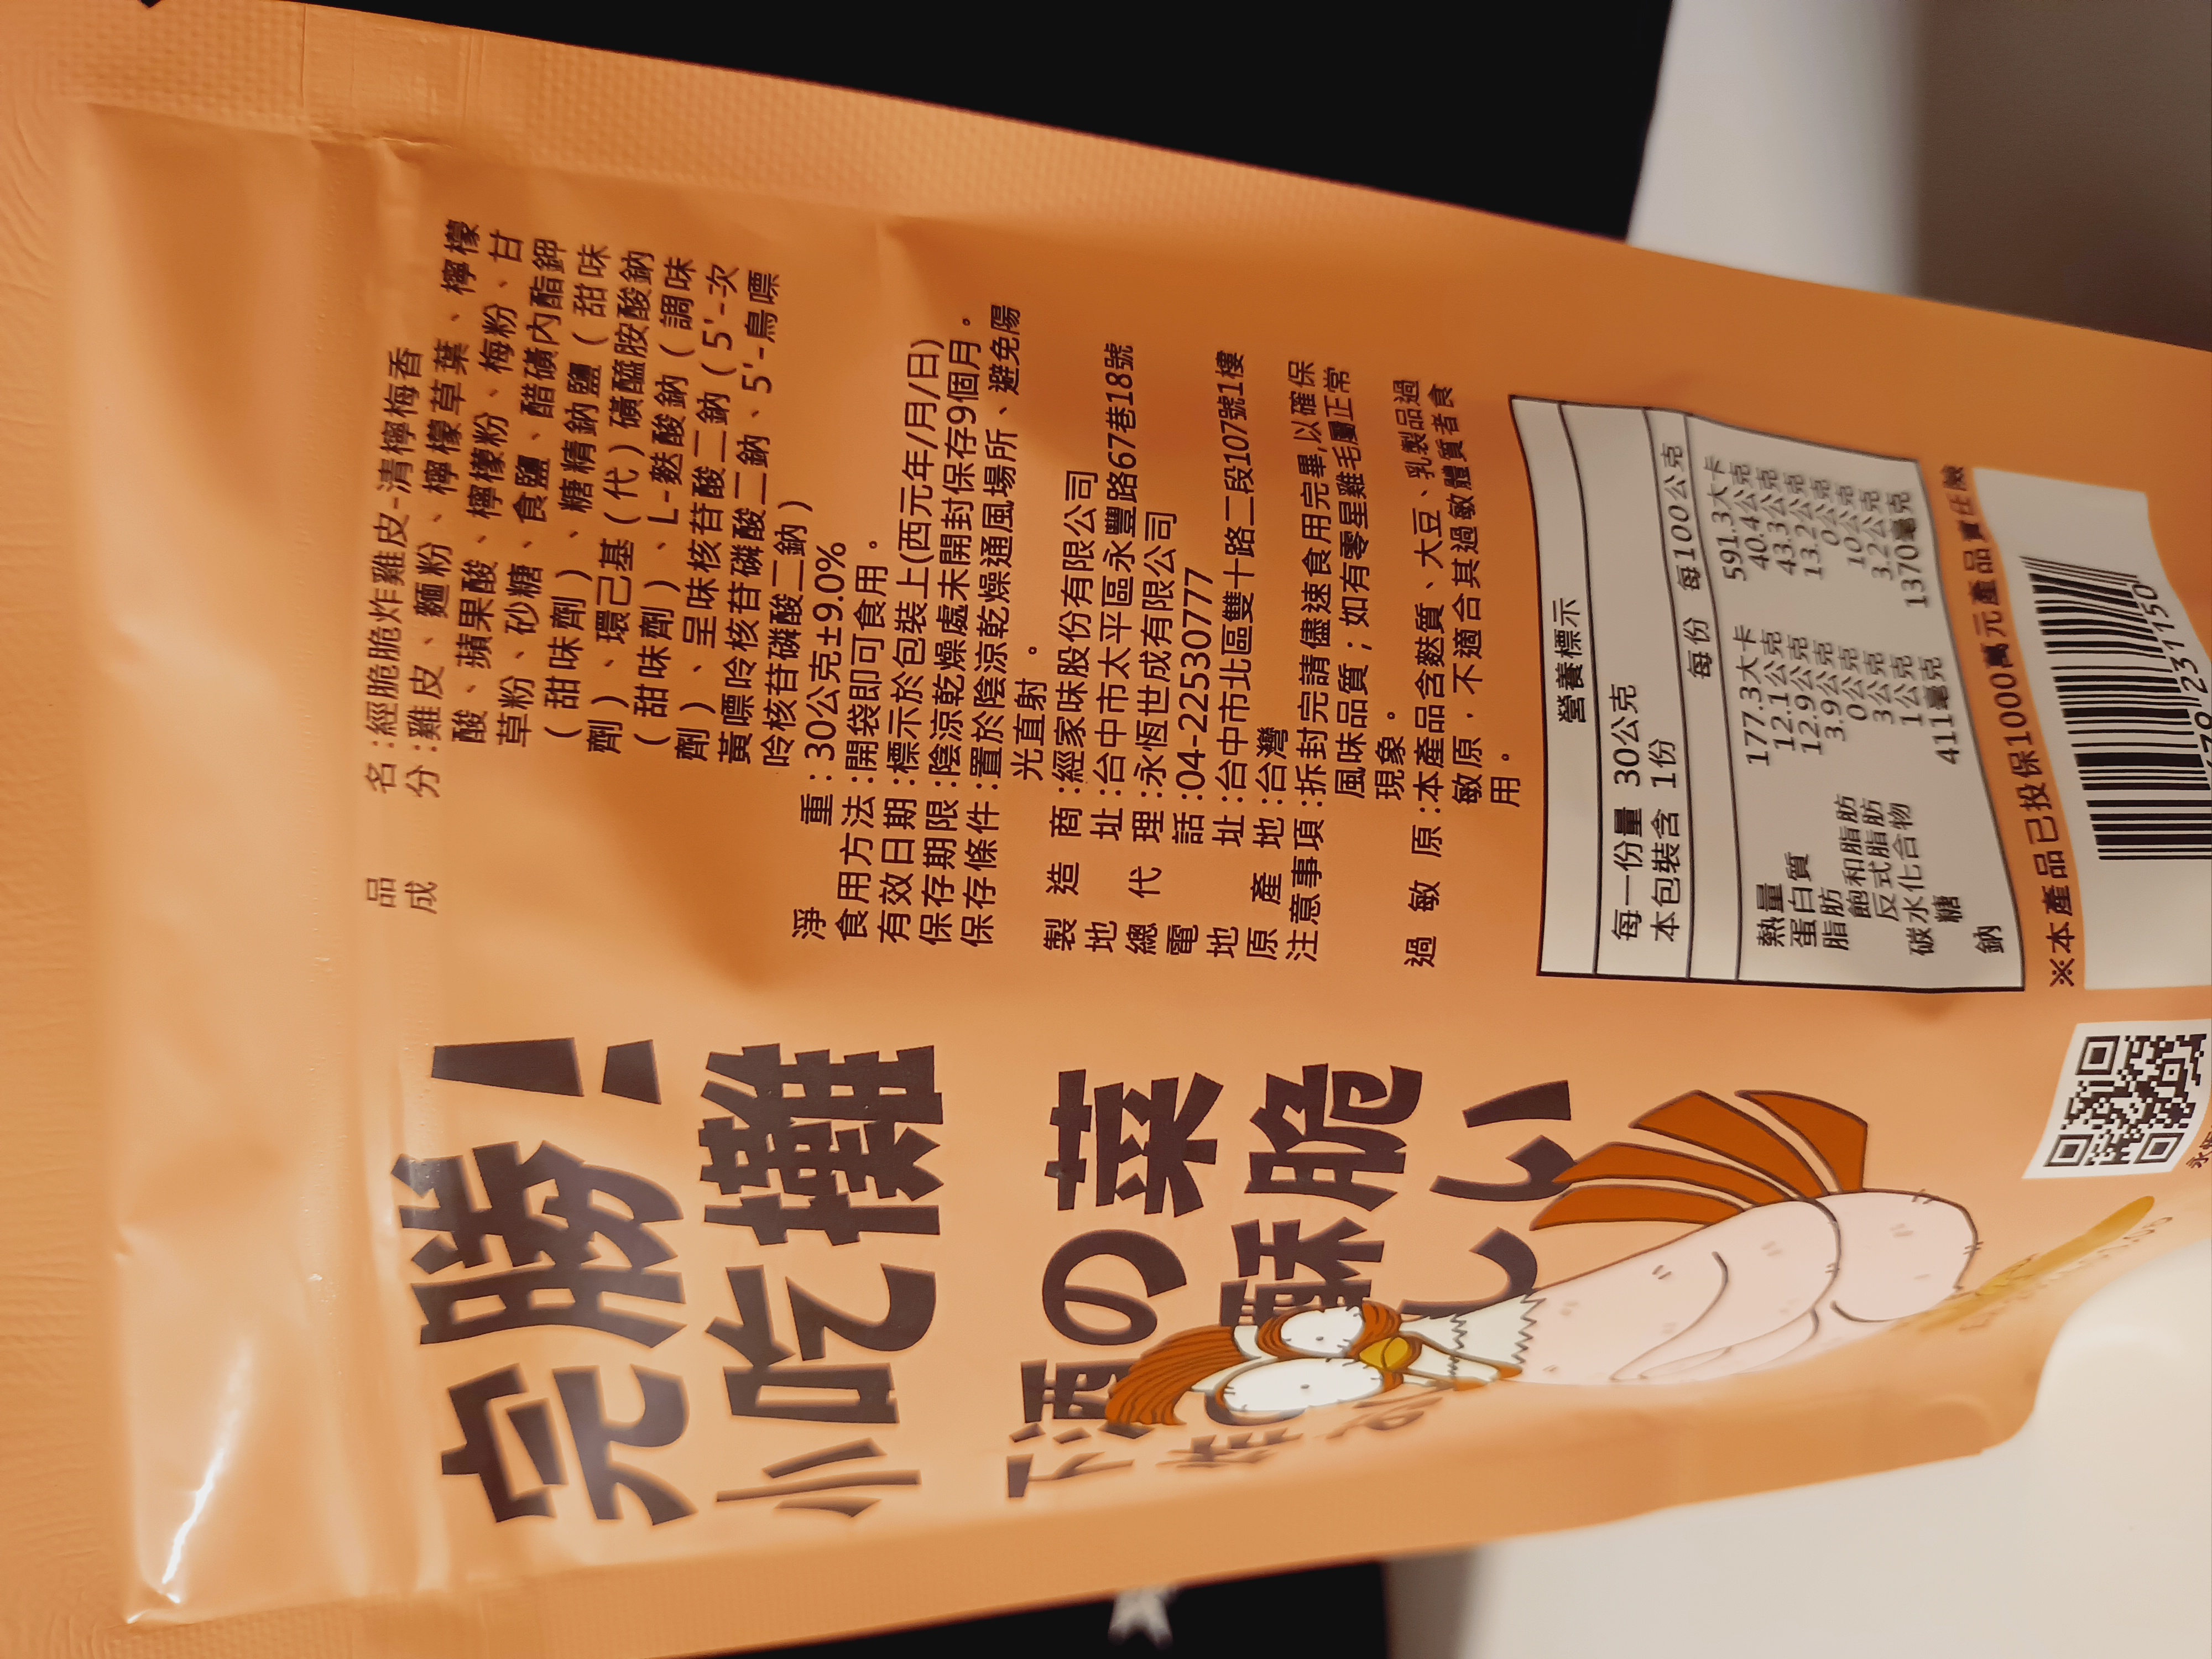 完勝！
小吃攤
下酒の菜
酥脆
しい
品名：經脆脆炸雞皮-清檸梅香
成分：雞皮、麵粉、檸檬草葉、檸檬
酸、蘋果酸、檸檬粉、梅粉、甘
草粉、砂糖、食鹽、醋磺內酯鉀
（甜味劑）、糖精鈉鹽（甜味
劑）、環己基（代）磺醯胺酸鈉
（甜味劑）、L-麩酸鈉（調味
劑）、呈味核苷酸二鈉（5'-次
黃嘌呤核苷磷酸二鈉、5'-鳥嘌
呤核苷磷酸二鈉）
淨重：30公克±9.0%
食用方法：開袋即可食用。
有效日期：標示於包裝上(西元年/月/日)
保存期限：陰涼乾燥處未開封保存9個月。
保存條件：置於陰涼乾燥通風場所、避免陽
光直射。
製造商：經家味股份有限公司
地址：台中市太平區永豐路67巷18號
總代理：永恆世成有限公司
電話：04-22530777
地址：台中市北區雙十路二段107號1樓
原產地：台灣
注意事項：拆封完請儘速食用完畢,以確保
風味品質；如有零星雞毛屬正常
現象。
過敏原：本產品含麩質、大豆、乳製品過
敏原，不適合其過敏體質者食
用。
營養標示
每一份量 30公克
本包裝含 1份
每份 每100公克
熱量 177.3大卡 591.3大卡
蛋白質 12.1公克 40.4公克
脂肪 12.9公克 43.3公克
飽和脂肪 3.9公克 13.2公克
反式脂肪 0公克 0公克
碳水化合物 3公克 10公克
糖 1公克 3.2公克
鈉 411毫克 1370毫克
※本產品已投保1000萬元產品責任險